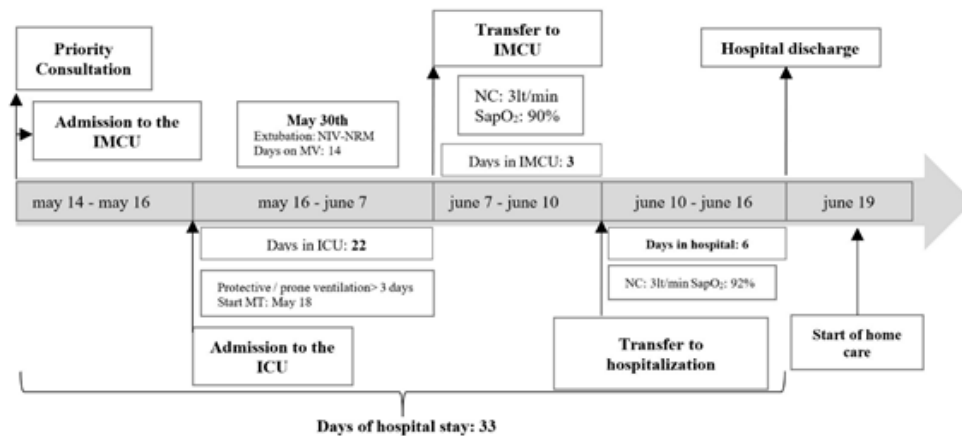 Priority
Consultation
Admission to the
IMCU
May 30th
Extubation: NIV-NRM
Days on MV: 14
Transfer to
IMCU
NC: 3lt/min
SapO₂: 90%
Days in IMCU: 3
Hospital discharge
may 14 - may 16
may 16 - june 7
june 7 - june 10
june 10 - june 16
june 19
Days in ICU: 22
Protective / prone ventilation> 3 days
Start MT: May 18
Admission to the
ICU
Days in hospital: 6
NC: 3lt/min SapO₂: 92%
Transfer to
hospitalization
Start of home
care
Days of hospital stay: 33